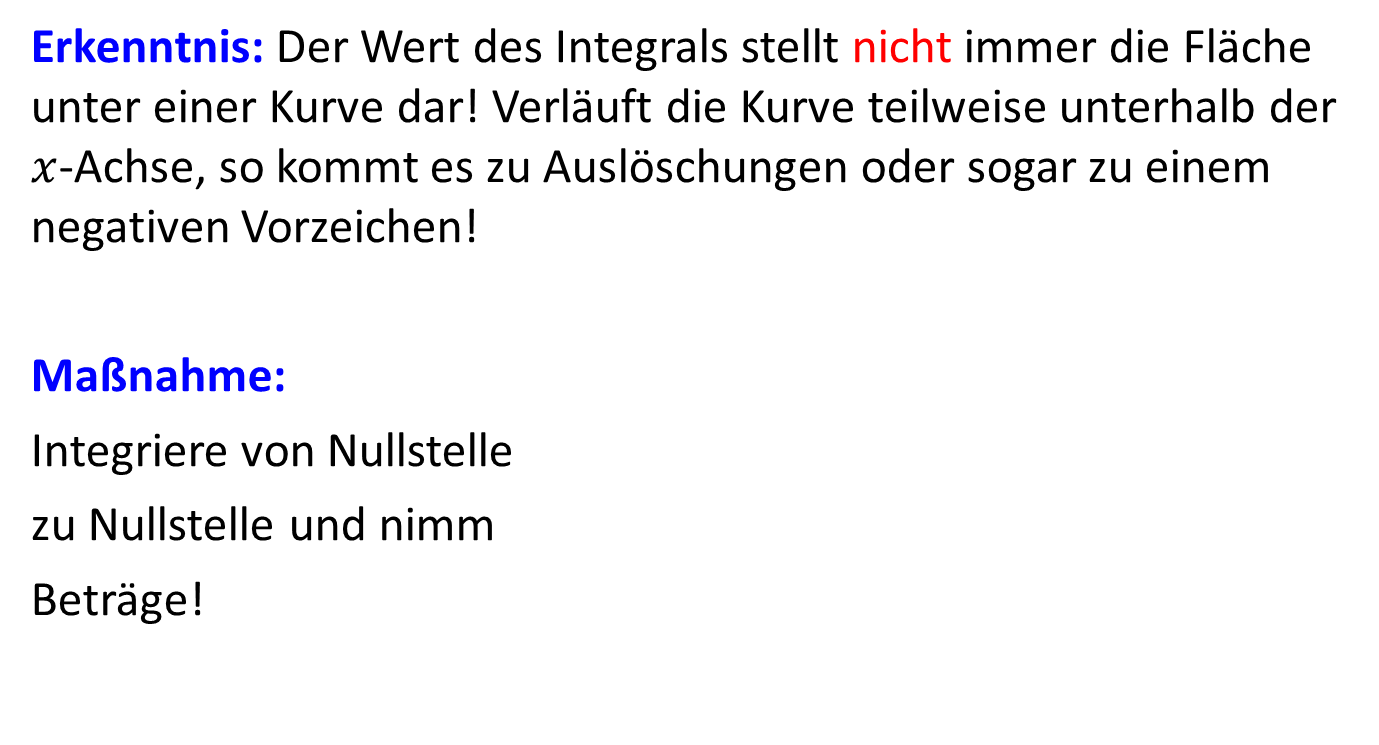 Erkenntnis: Der Wert des Integrals stellt nicht immer die Fläche
unter einer Kurve dar! Verläuft die Kurve teilweise unterhalb der
x-Achse, so kommt es zu Auslöschungen oder sogar zu einem
negativen Vorzeichen!
Maßnahme:
Integriere von Nullstelle
zu Nullstelle und nimm
Beträge!